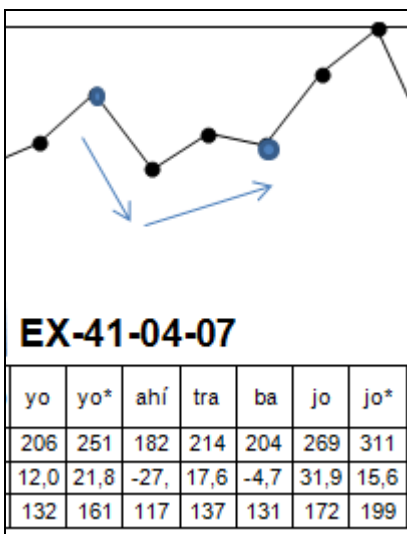 EX-41-04-07
yo yo* ahí tra ba jo jo*
206 251 182 214 204 269 311
12,0 21,8 -27, 17,6 -4,7 31,9 15,6
132 161 117 137 131 172 199